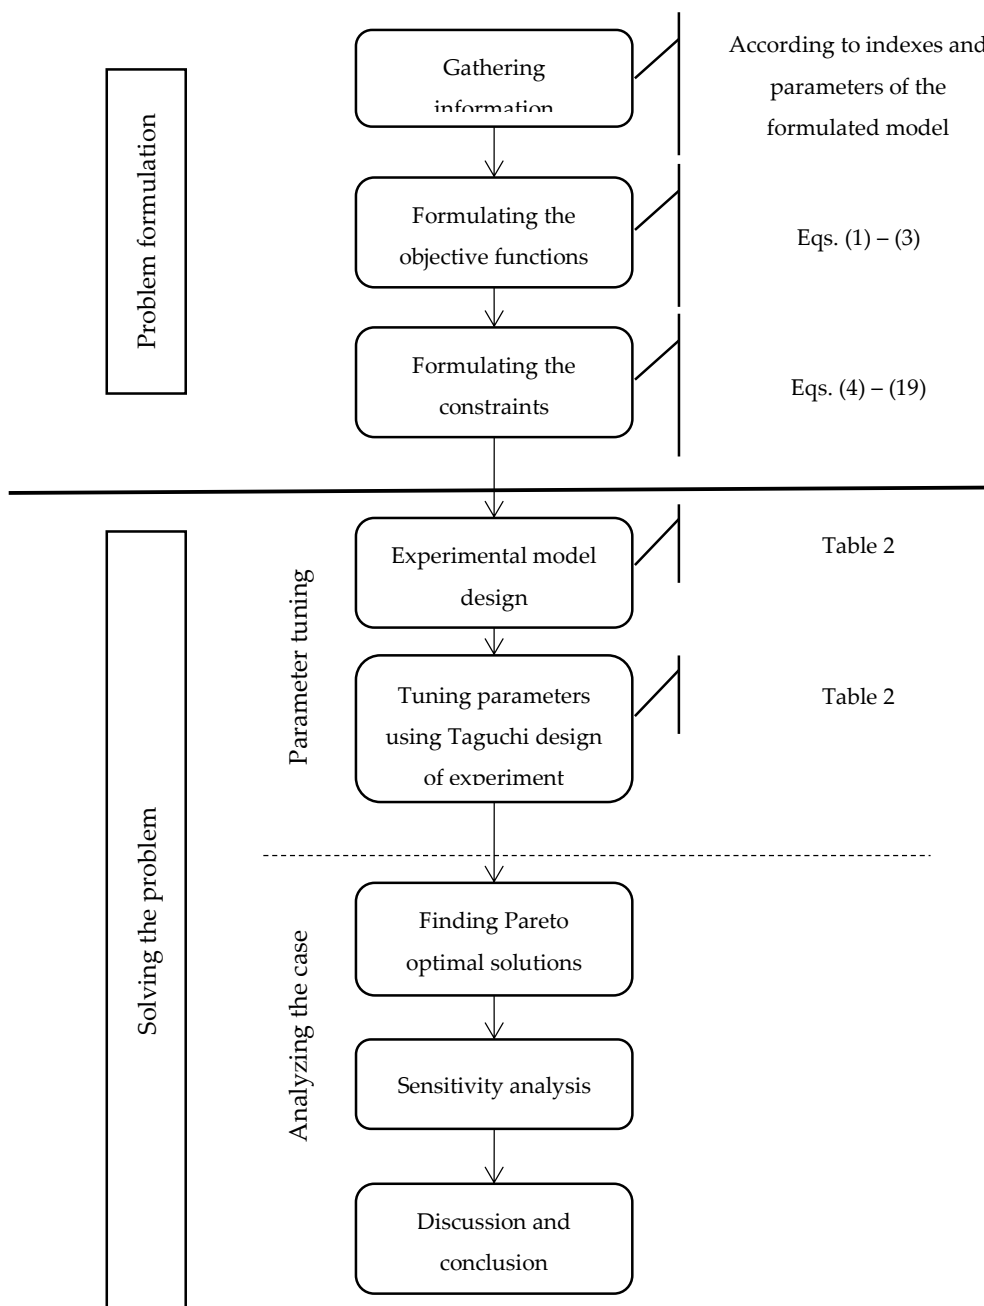 Problem formulation
Gathering
information
According to indexes and
parameters of the
formulated model
Formulating the
objective functions
Eqs. (1) – (3)
Formulating the
constraints
Eqs. (4) – (19)
Solving the problem
Parameter tuning
Experimental model
design
Table 2
Tuning parameters
using Taguchi design
of experiment
Table 2
Analyzing the case
Finding Pareto
optimal solutions
Sensitivity analysis
Discussion and
conclusion